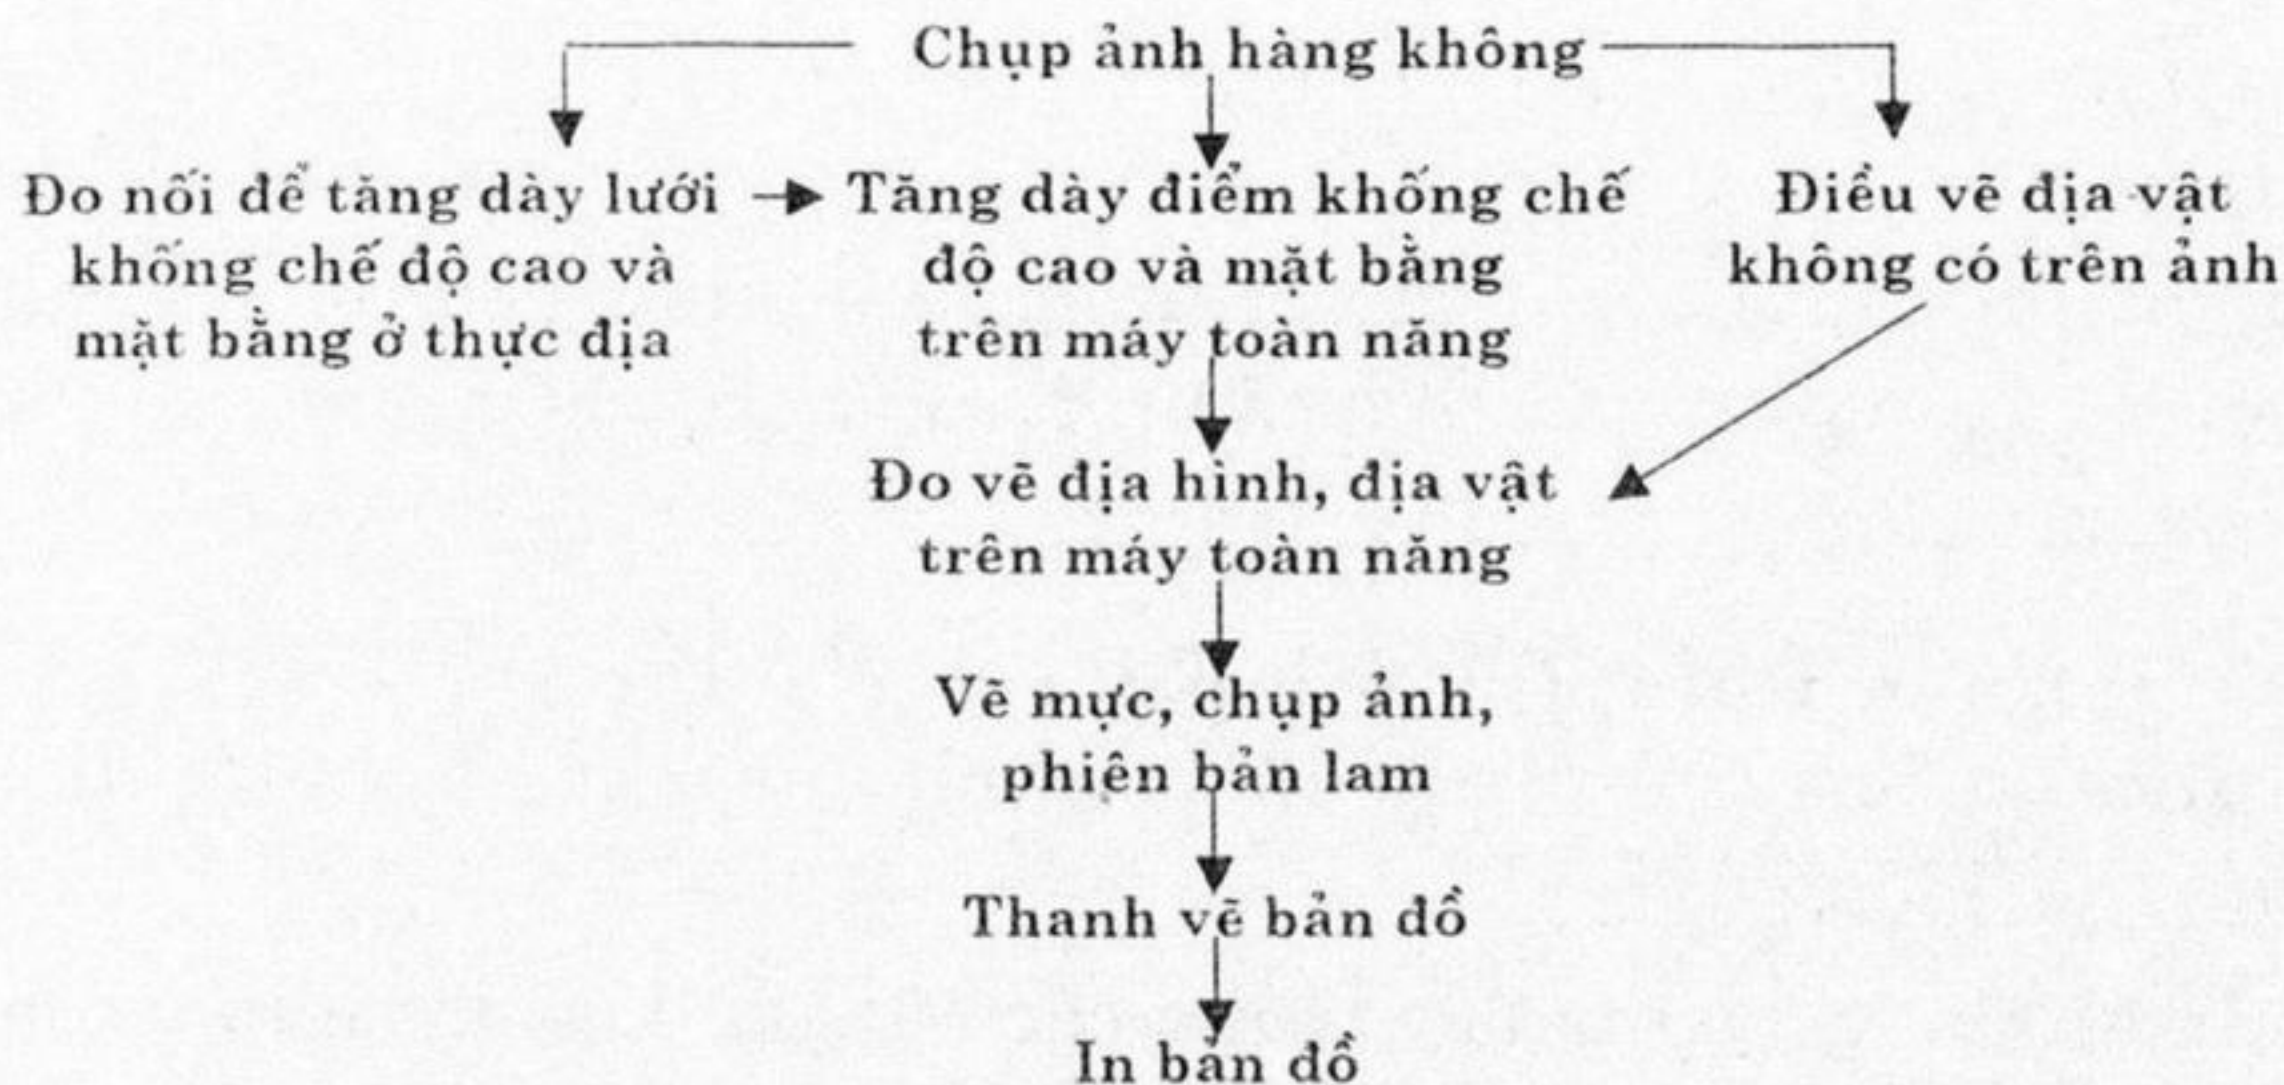 Chụp ảnh hàng không
Đo nối để tăng dày lưới
khống chế độ cao và
mặt bằng ở thực địa
Tăng dày điểm khống chế
độ cao và mặt bằng
trên máy toàn năng
Điều vẽ địa vật
không có trên ảnh
Đo vẽ địa hình, địa vật
trên máy toàn năng
Vẽ mực, chụp ảnh,
phiên bản lam
Thanh vẽ bản đồ
In bản đồ